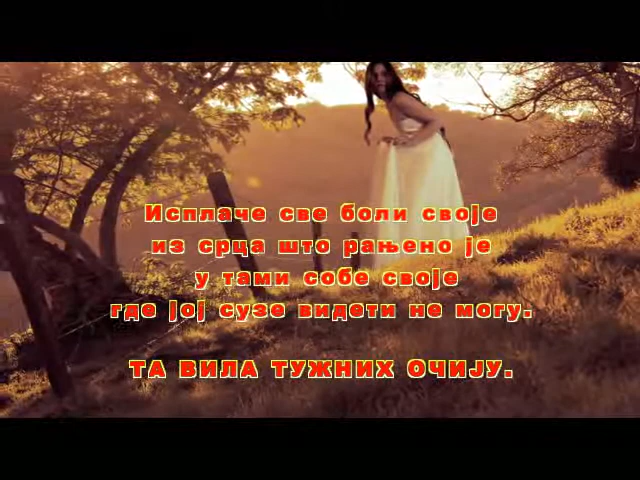 Исплаче све боли своје
из срца што рањено је
у тами собе своје
где јој сузе видети не могу.
ТА ВИЛА ТУЖНИХ ОЧИЈУ.